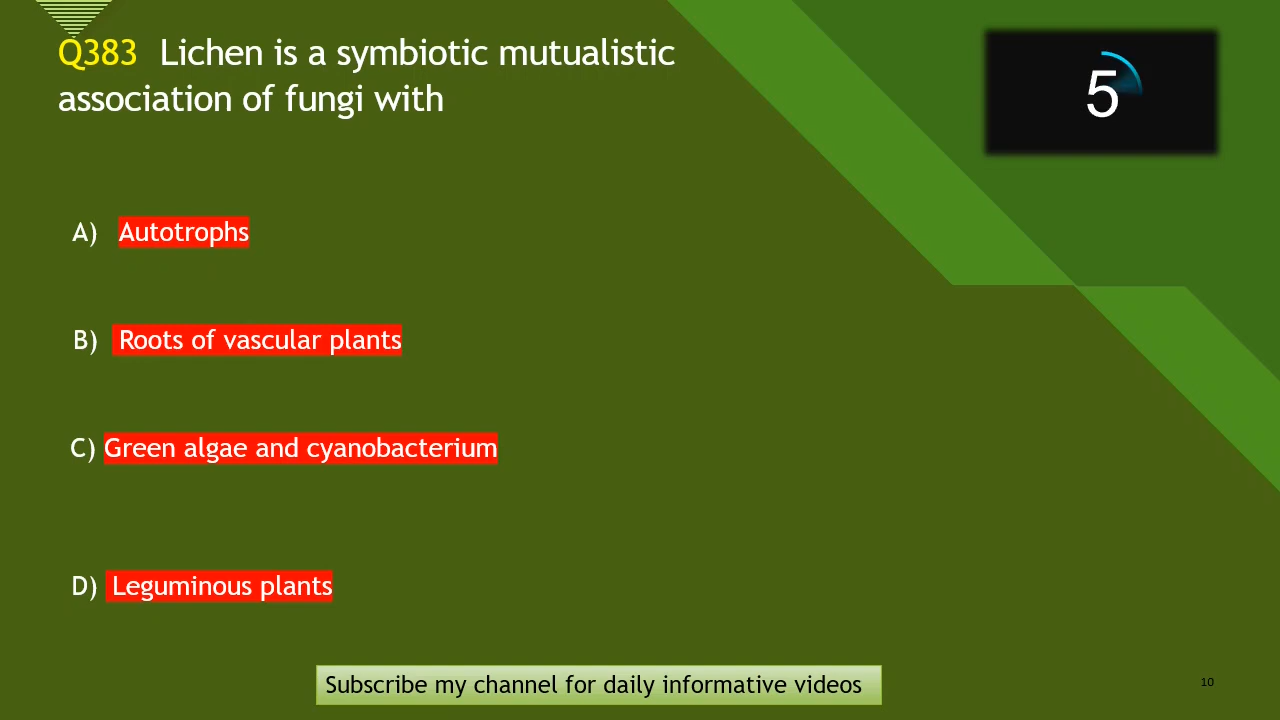 Q383 Lichen is a symbiotic mutualistic
association of fungi with
5
A) Autotrophs
B) Roots of vascular plants
C) Green algae and cyanobacterium
D) Leguminous plants
Subscribe my channel for daily informative videos
10